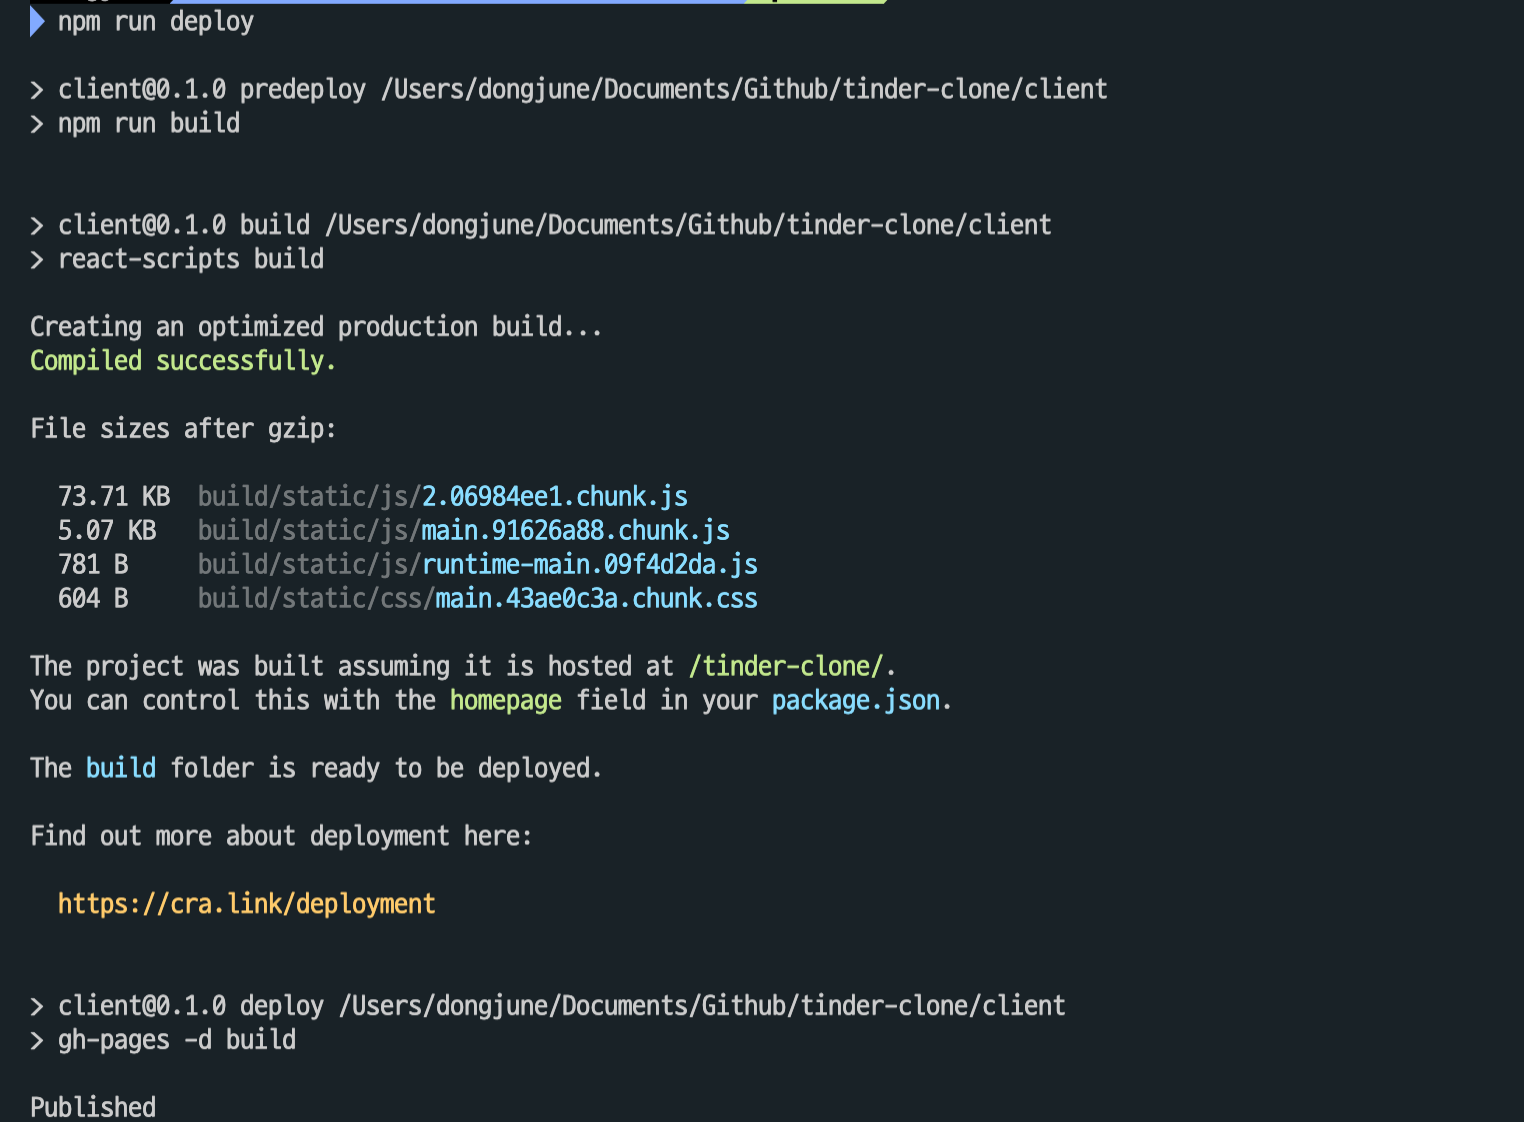 npm run deploy
> client@0.1.0 predeploy /Users/dongjune/Documents/Github/tinder-clone/client
> npm run build
> client@0.1.0 build /Users/dongjune/Documents/Github/tinder-clone/client
> react-scripts build
Creating an optimized production build...
Compiled successfully.
File sizes after gzip:
73.71 KB  build/static/js/2.06984ee1.chunk.js
5.07 KB   build/static/js/main.91626a88.chunk.js
781 B     build/static/js/runtime-main.09f4d2da.js
604 B     build/static/css/main.43ae0c3a.chunk.css
The project was built assuming it is hosted at /tinder-clone/.
You can control this with the homepage field in your package.json.
The build folder is ready to be deployed.
Find out more about deployment here:
https://cra.link/deployment
> client@0.1.0 deploy /Users/dongjune/Documents/Github/tinder-clone/client
> gh-pages -d build
Published